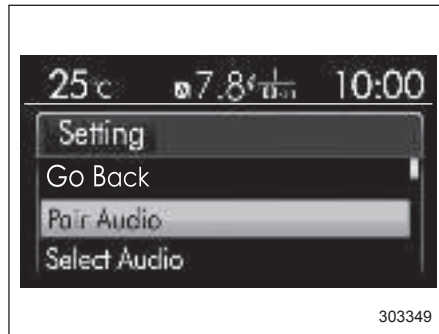 25°C 7.8 10:00
Setting
Go Back
Pair Audio
Select Audio
303349